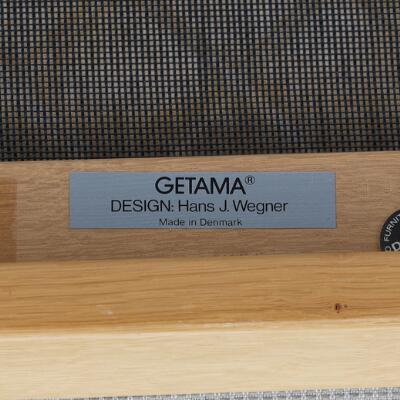 GETAMA®
DESIGN: Hans J. Wegner
Made in Denmark